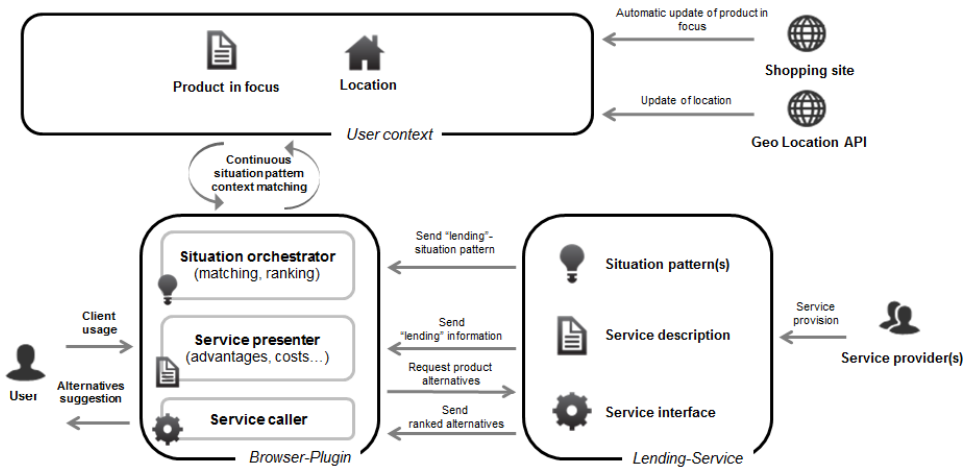 Automatic update of product in
focus
Shopping site
Product in focus
Location
Update of location
Geo Location API
User context
Continuous
situation pattern
context matching
Situation orchestrator
(matching, ranking)
Send “lending”-
situation pattern
Situation pattern(s)
Client
usage
Service presenter
(advantages, costs…)
Send
“lending” information
Service description
Service
provision
Service provider(s)
User
Alternatives
suggestion
Request product
alternatives
Service caller
Send
ranked alternatives
Service interface
Browser-Plugin
Lending-Service